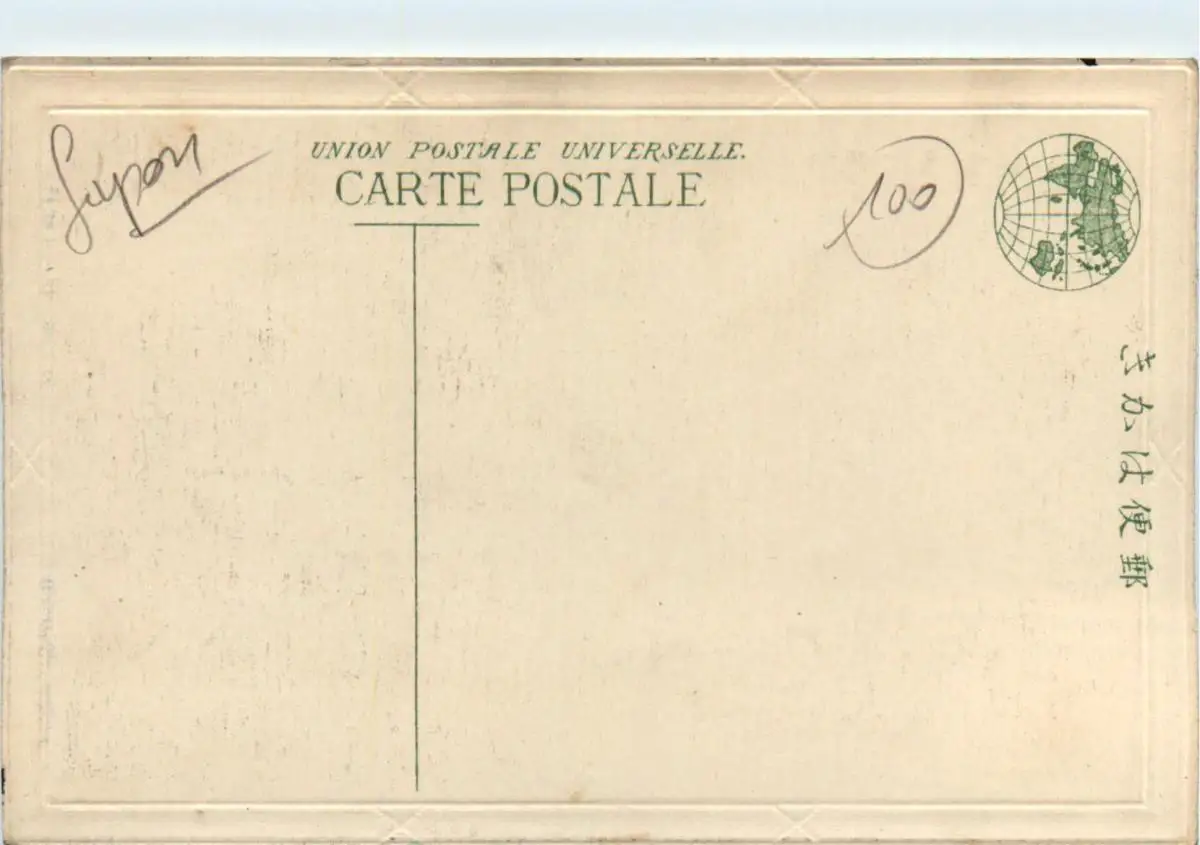 Japon
UNION POSTALE UNIVERSELLE.
CARTE POSTALE
100
郵便はかき